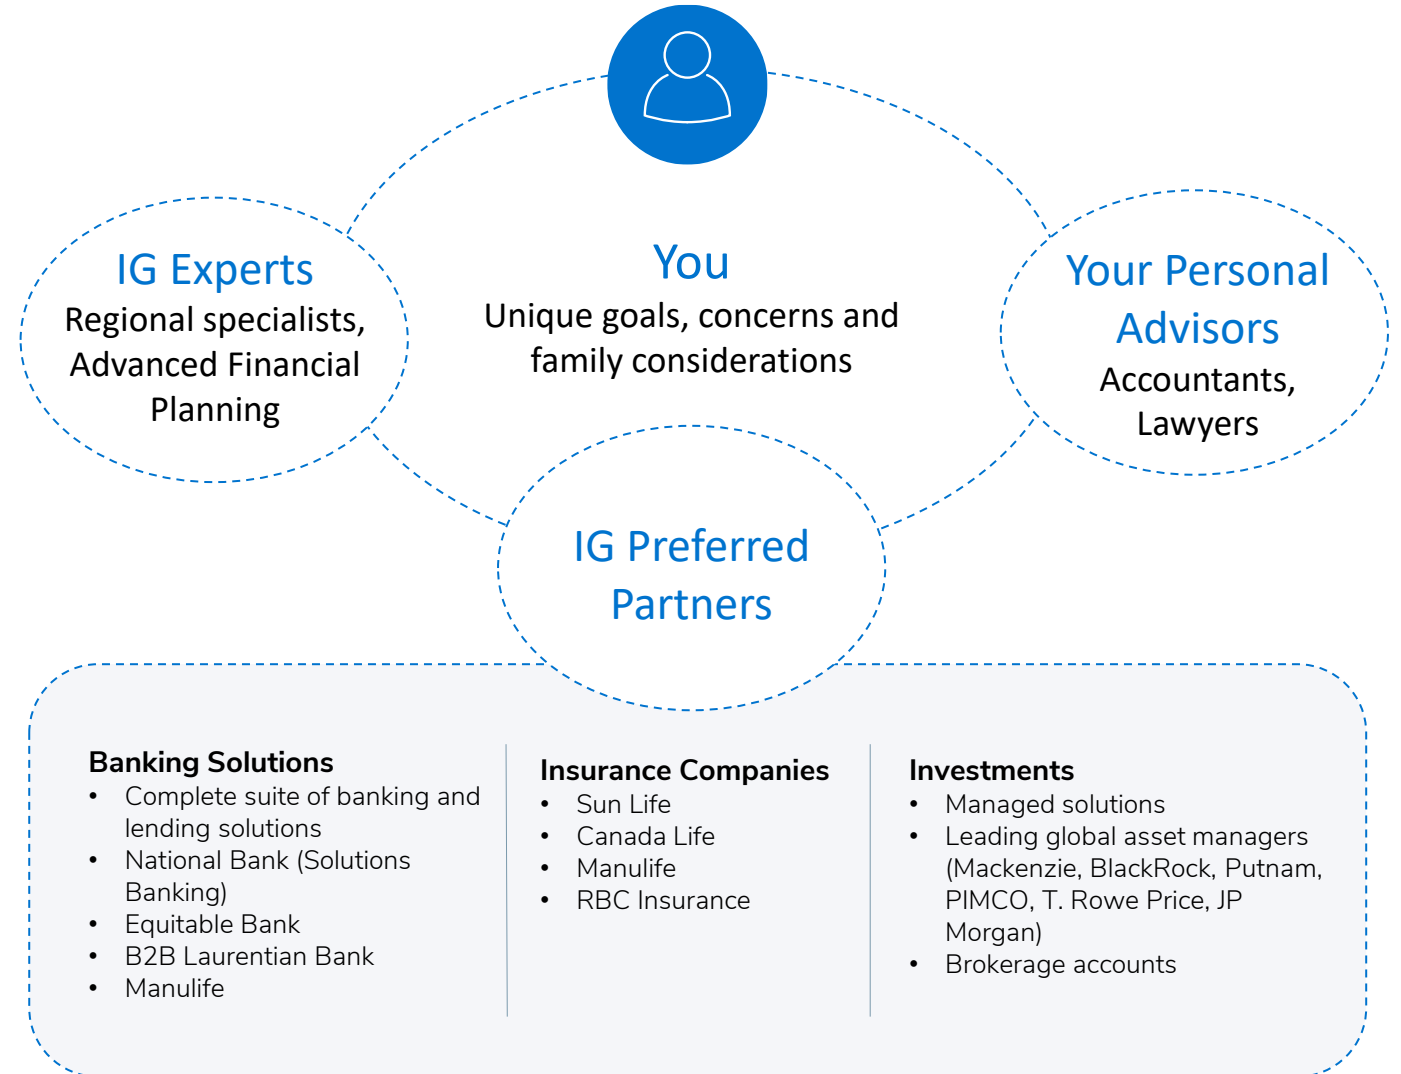 You
Unique goals, concerns and
family considerations
IG Experts
Regional specialists,
Advanced Financial
Planning
Your Personal
Advisors
Accountants,
Lawyers
IG Preferred
Partners
Banking Solutions
• Complete suite of banking and
lending solutions
• National Bank (Solutions
Banking)
• Equitable Bank
• B2B Laurentian Bank
• Manulife
Insurance Companies
• Sun Life
• Canada Life
• Manulife
• RBC Insurance
Investments
• Managed solutions
• Leading global asset managers
(Mackenzie, BlackRock, Putnam,
PIMCO, T. Rowe Price, JP
Morgan)
• Brokerage accounts